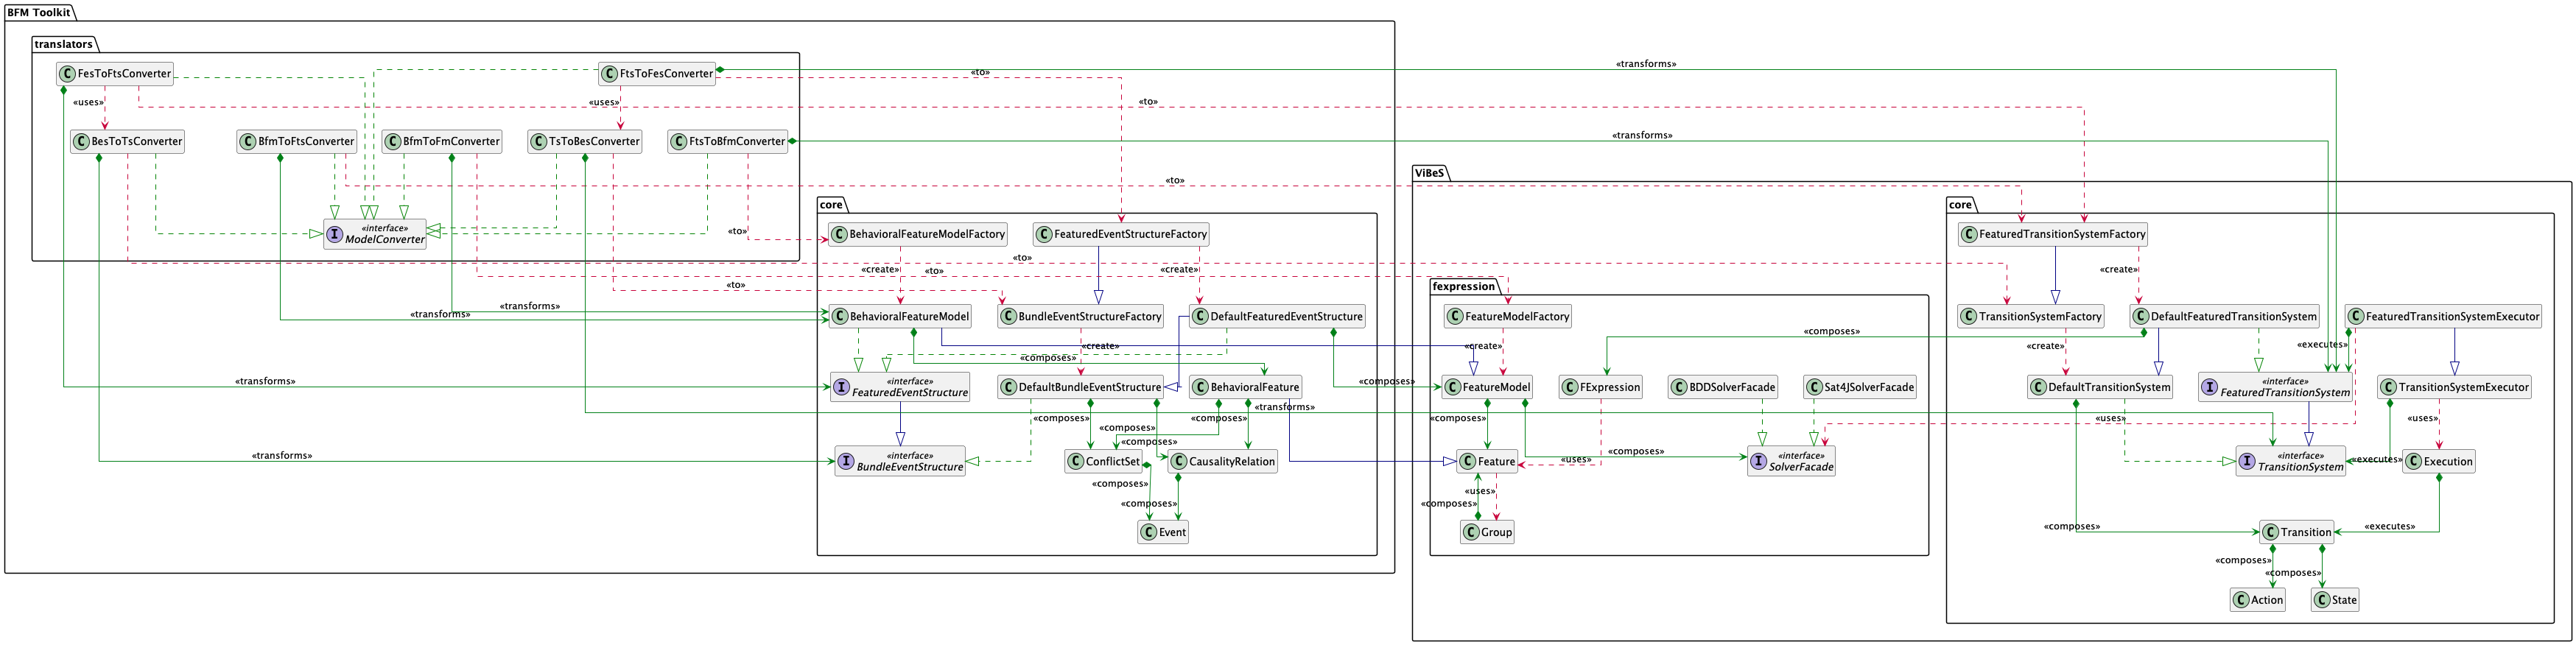 BFM Toolkit
translators
C FesToFtsConverter
C FtsToFesConverter
«to»
«transforms»
«uses»
«uses»
«to»
C BesToTsConverter
C BfmToFtsConverter
C BfmToFmConverter
C TsToBesConverter
C FtsToBfmConverter
«transforms»
ViBeS
«to»
core
core
I «interface»
ModelConverter
«to»
C BehavioralFeatureModelFactory
C FeaturedEventStructureFactory
C FeaturedTransitionSystemFactory
«to»
«create»
«to»
«create»
«create»
«to»
fexpression
«transforms»
«transforms»
C BehavioralFeatureModel
C BundleEventStructureFactory
C DefaultFeaturedEventStructure
C FeatureModelFactory
C TransitionSystemFactory
C DefaultFeaturedTransitionSystem
C FeaturedTransitionSystemExecutor
«composes»
«create»
«create»
«create»
«executes»
«composes»
«transforms»
I «interface»
FeaturedEventStructure
C DefaultBundleEventStructure
C BehavioralFeature
«composes»
C FeatureModel
C FExpression
C BDDSolverFacade
C Sat4JSolverFacade
C DefaultTransitionSystem
I «interface»
FeaturedTransitionSystem
C TransitionSystemExecutor
«transforms»
«composes»
«composes»
«composes»
«uses»
«uses»
«composes»
«composes»
«transforms»
I «interface»
BundleEventStructure
C ConflictSet
C CausalityRelation
C Feature
«uses»
«composes»
I «interface»
SolverFacade
I «interface»
TransitionSystem
«executes»
C Execution
«composes»
«composes»
«uses»
«composes»
C Event
C Group
«composes»
C Transition
«executes»
«composes»
«composes»
C Action
C State